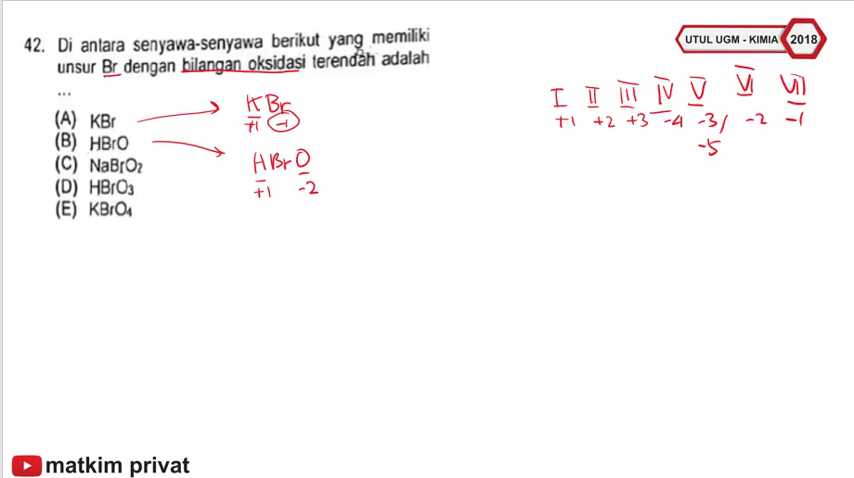 UTUL UGM - KIMIA 2018
42. Di antara senyawa-senyawa berikut yang memiliki
unsur Br dengan bilangan oksidasi terendah adalah
...
(A) KBr
(B) HBrO
(C) NaBrO₂
(D) HBrO₃
(E) KBrO₄
KBr
+1 -1
HBrO
+1 -2
I II III IV V VI VII
+1 +2 +3 -4 -3/ -2 -1
-5
matkim privat